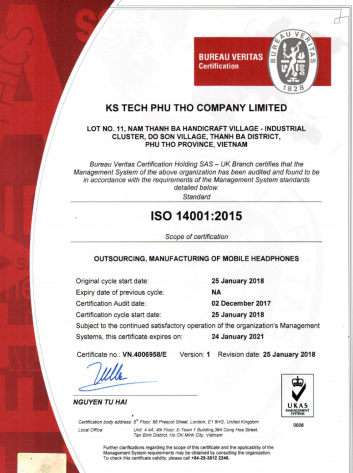 BUREAU VERITAS
Certification
BUREAU VERITAS
1828
KS TECH PHU THO COMPANY LIMITED
LOT NO. 11, NAM THANH BA HANDICRAFT VILLAGE - INDUSTRIAL
CLUSTER, DO SON VILLAGE, THANH BA DISTRICT,
PHU THO PROVINCE, VIETNAM
Bureau Veritas Certification Holding SAS – UK Branch certifies that the
Management System of the above organization has been audited and found to be
in accordance with the requirements of the Management System standards
detailed below.
Standard
ISO 14001:2015
Scope of certification
OUTSOURCING, MANUFACTURING OF MOBILE HEADPHONES
Original cycle start date: 25 January 2018
Expiry date of previous cycle: NA
Certification Audit date: 02 December 2017
Certification cycle start date: 25 January 2018
Subject to the continued satisfactory operation of the organization's Management
Systems, this certificate expires on: 24 January 2021
Certificate no.: VN.4006958/E Version: 1 Revision date: 25 January 2018
NGUYEN TU HAI
UKAS
MANAGEMENT
SYSTEMS
0008
Certification body address: 5th Floor, 66 Prescot Street, London, E1 8HG, United Kingdom
Local Office: Unit 4.4A, 4th Floor, E-Town 1 Building, 364 Cong Hoa Street,
Tan Binh District, Ho Chi Minh City, Vietnam
Further clarifications regarding the scope of this certificate and the applicability of the
Management System requirements may be obtained by consulting the organization.
To check this certificate validity, please call +84-28-3812 2246.